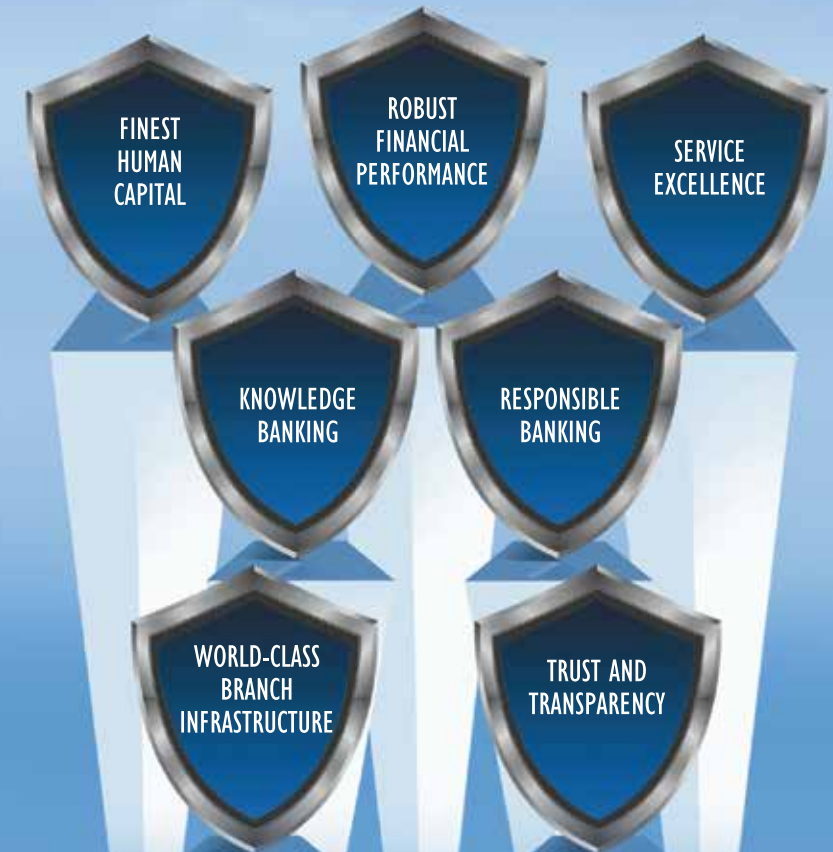 FINEST
HUMAN
CAPITAL
ROBUST
FINANCIAL
PERFORMANCE
SERVICE
EXCELLENCE
KNOWLEDGE
BANKING
RESPONSIBLE
BANKING
WORLD-CLASS
BRANCH
INFRASTRUCTURE
TRUST AND
TRANSPARENCY